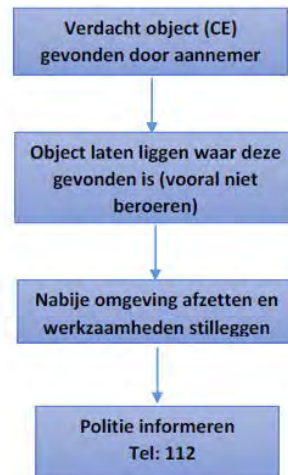 Verdacht object (CE)
gevonden door aannemer
Object laten liggen waar deze
gevonden is (vooral niet
beroeren)
Nabije omgeving afzetten en
werkzaamheden stilleggen
Politie informeren
Tel: 112